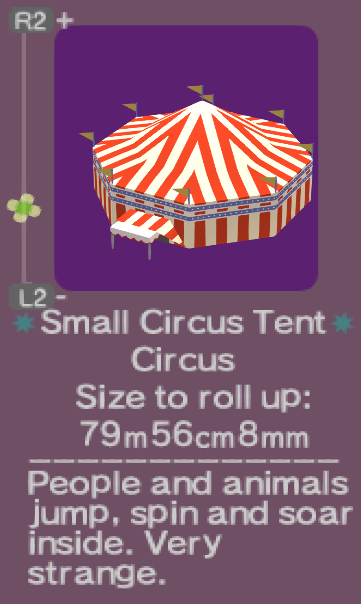 R2 +
L2 -
Small Circus Tent
Circus
Size to roll up:
79m56cm8mm
People and animals
jump, spin and soar
inside. Very
strange.